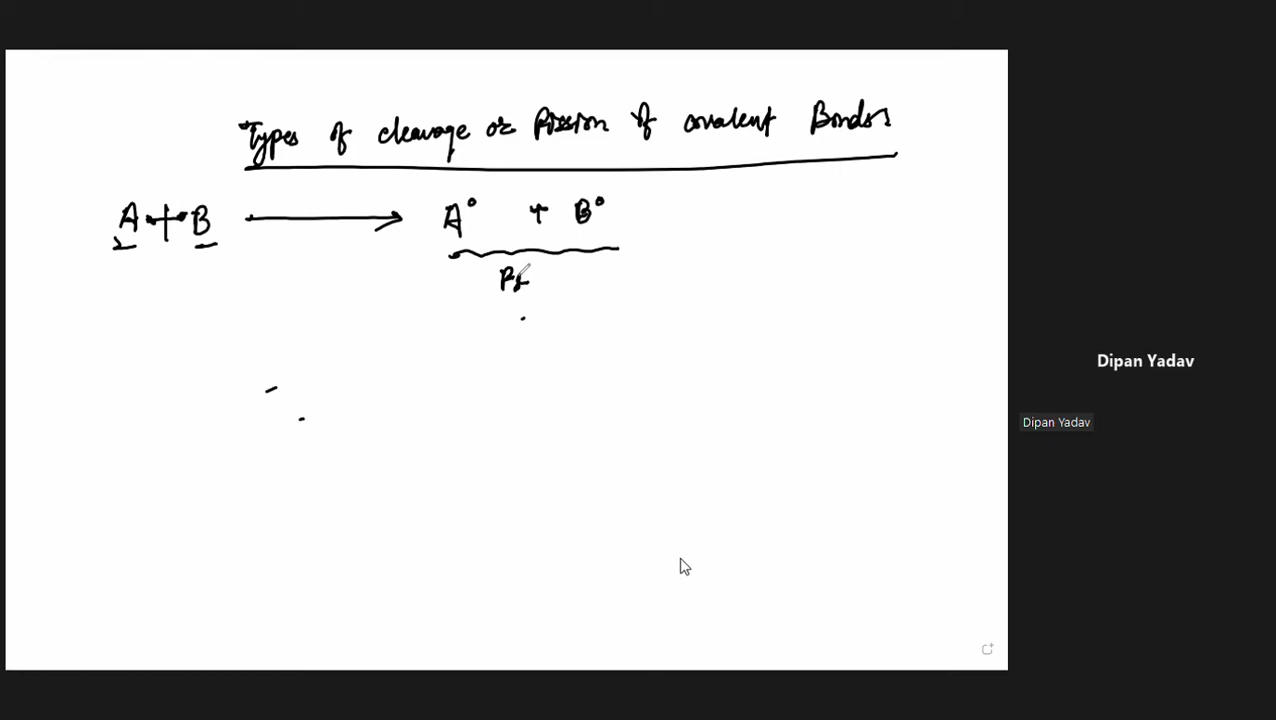 Types of cleavage or Fission of covalent Bonds
A B A° + B°
Dipan Yadav
Dipan Yadav